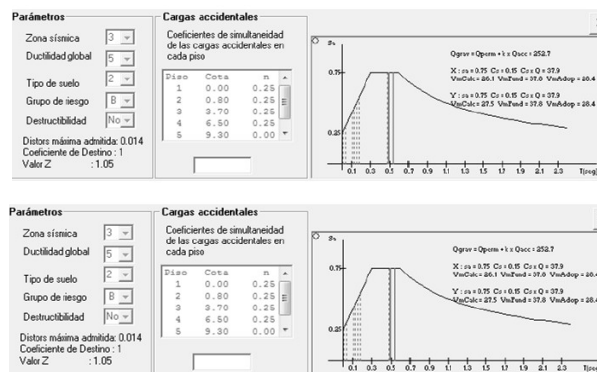 Parámetros
Zona sísmica 3
Ductilidad global 5
Tipo de suelo 2
Grupo de riesgo B
Destructibilidad No
Distors máxima admitida: 0.014
Coeficiente de Destino : 1
Valor Z : 1.05
Cargas accidentales
Coeficientes de simultaneidad
de las cargas accidentales en
cada piso
Piso Cota n
1 0.00 0.25
2 0.80 0.25
3 3.70 0.25
4 6.50 0.25
5 9.30 0.00
Sa
Qgrav = Qperm + k x Qacc = 252.7
X : sa = 0.75 Cs = 0.15 Cs x Q = 37.9
VmCalc = 26.1 VmFund = 37.8 VmAdop = 28.4
Y : sa = 0.75 Cs = 0.15 Cs x Q = 37.9
VmCalc = 27.5 VmFund = 37.8 VmAdop = 28.4
0.75
0.25
0.1 0.3 0.5 0.7 0.9 1.1 1.3 1.5 1.7 1.9 2.1 2.3 T(seg)
Parámetros
Zona sísmica 3
Ductilidad global 5
Tipo de suelo 2
Grupo de riesgo B
Destructibilidad No
Distors máxima admitida: 0.014
Coeficiente de Destino : 1
Valor Z : 1.05
Cargas accidentales
Coeficientes de simultaneidad
de las cargas accidentales en
cada piso
Piso Cota n
1 0.00 0.25
2 0.80 0.25
3 3.70 0.25
4 6.50 0.25
5 9.30 0.00
Sa
Qgrav = Qperm + k x Qacc = 252.7
X : sa = 0.75 Cs = 0.15 Cs x Q = 37.9
VmCalc = 26.1 VmFund = 37.8 VmAdop = 28.4
Y : sa = 0.75 Cs = 0.15 Cs x Q = 37.9
VmCalc = 27.5 VmFund = 37.8 VmAdop = 28.4
0.75
0.25
0.1 0.3 0.5 0.7 0.9 1.1 1.3 1.5 1.7 1.9 2.1 2.3 T(seg)